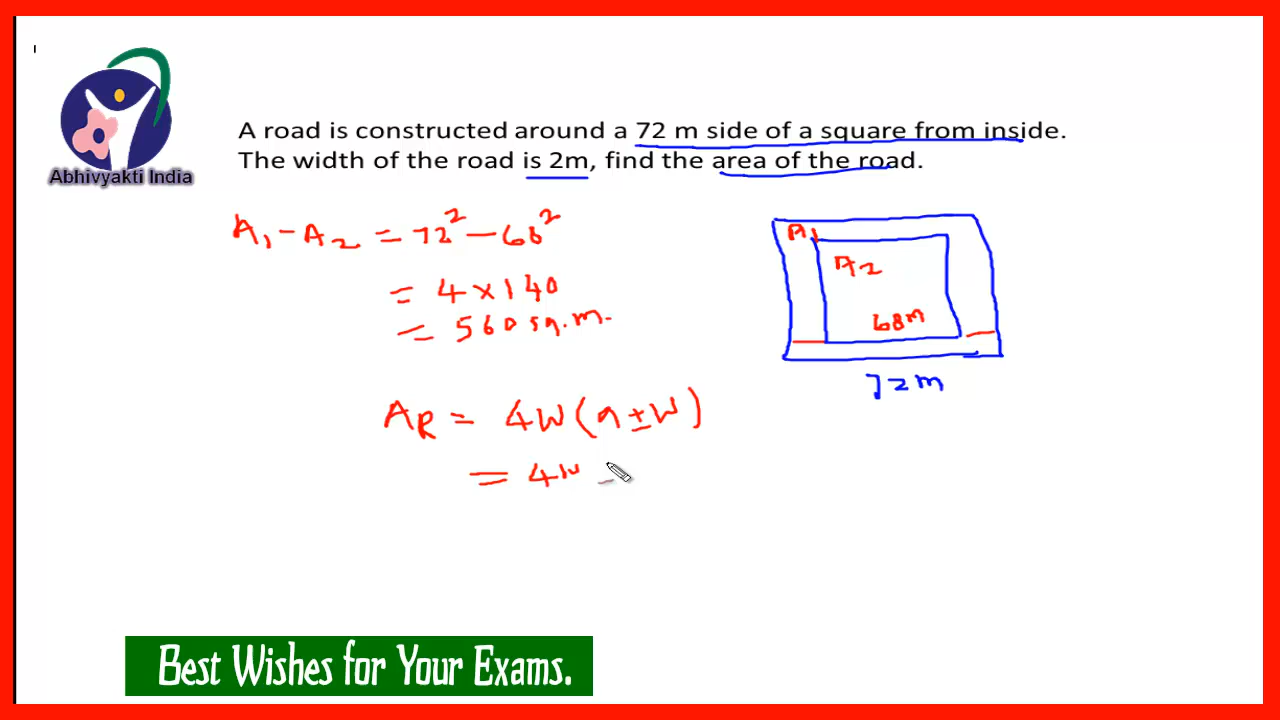 A road is constructed around a 72 m side of a square from inside.
The width of the road is 2m, find the area of the road.
Abhivyakti India
A₁ - A₂ = 72² - 68²
= 4 × 140
= 560 sq.m.
A₁
A₂
68m
72m
A_R = 4W(a ± W)
= 4W
Best Wishes for Your Exams.